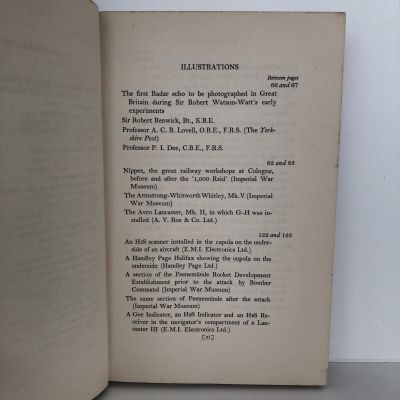 ILLUSTRATIONS
Between pages
66 and 67
The first Radar echo to be photographed in Great
Britain during Sir Robert Watson-Watt's early
experiments
Sir Robert Renwick, Bt., K.B.E.
Professor A. C. B. Lovell, O.B.E., F.R.S. (The York-
shire Post)
Professor P. I. Dee, C.B.E., F.R.S.
82 and 83
Nippes, the great railway workshops at Cologne,
before and after the '1,000 Raid' (Imperial War
Museum)
The Armstrong-Whitworth Whitley, Mk. V (Imperial
War Museum)
The Avro Lancaster, Mk. II, in which G-H was in-
stalled (A. V. Roe & Co. Ltd.)
122 and 123
An H2S scanner installed in the cupola on the under-
side of an aircraft (E.M.I. Electronics Ltd.)
A Handley Page Halifax showing the cupola on the
underside (Handley Page Ltd.)
A section of the Peenemünde Rocket Development
Establishment prior to the attack by Bomber
Command (Imperial War Museum)
The same section of Peenemünde after the attack
(Imperial War Museum)
A Gee Indicator, an H2S Indicator and an H2S Re-
ceiver in the navigator's compartment of a Lan-
caster III (E.M.I. Electronics Ltd.)
[xi]